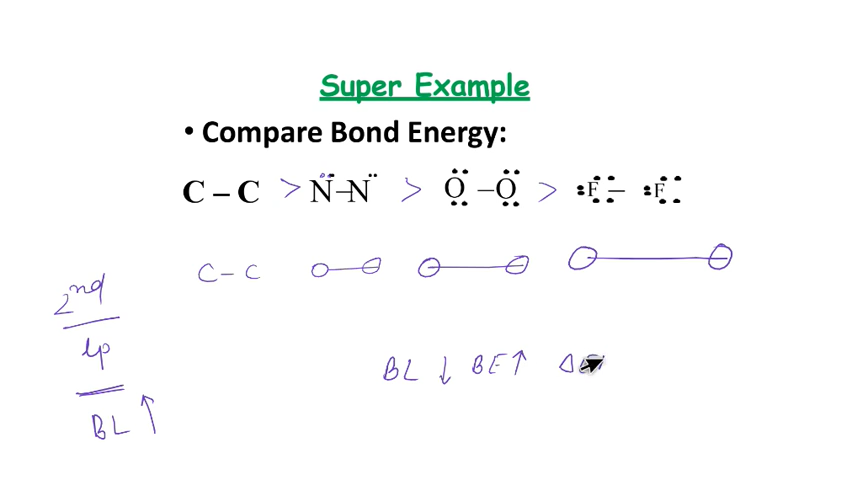 Super Example
• Compare Bond Energy:
C – C > N–N > O –O > F – F
C – C
2nd
lp
BL ↑
BL ↓ BE ↑